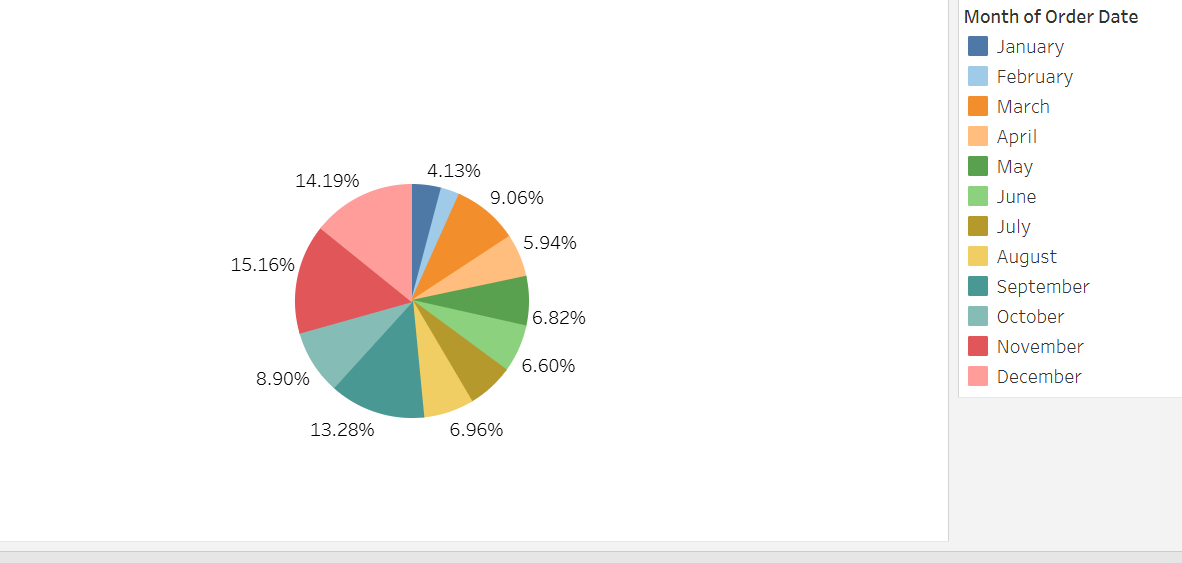 Month of Order Date
January
February
March
April
May
June
July
August
September
October
November
December
4.13%
9.06%
5.94%
6.82%
6.60%
6.96%
13.28%
8.90%
15.16%
14.19%